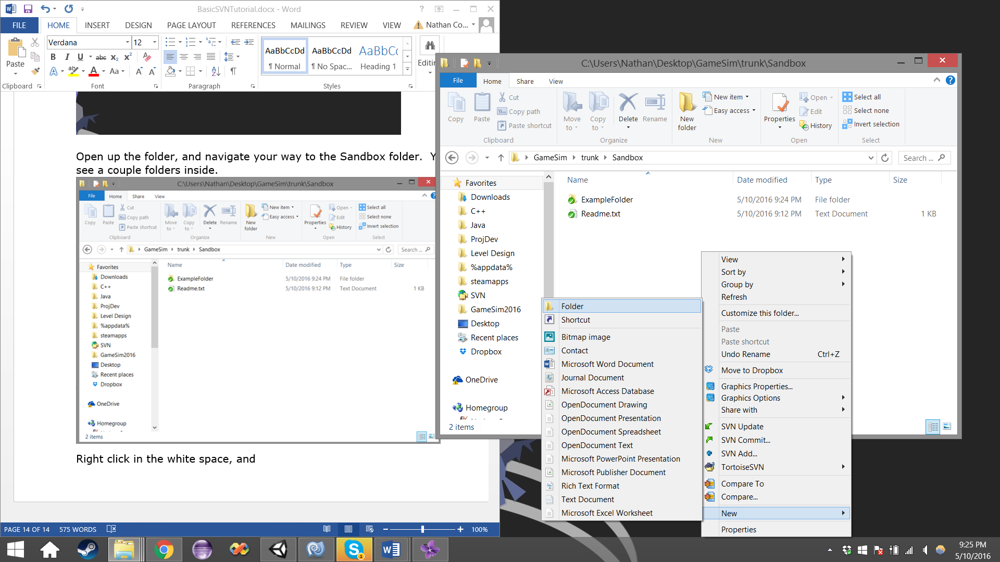 BasicSVNTutorial.docx - Word
FILE HOME INSERT DESIGN PAGE LAYOUT REFERENCES MAILINGS REVIEW VIEW Nathan Co...
Verdana 12
Paste
B I U abc X₂ X²
A ab A Aa A A
AaBbCcDd AaBbCcDd AaBbCc
¶ Normal ¶ No Spac... Heading 1
Editin
Clipboard Font Paragraph Styles
Open up the folder, and navigate your way to the Sandbox folder. Y
see a couple folders inside.
C:\Users\Nathan\Desktop\GameSim\trunk\Sandbox
File Home Share View
Copy Paste
Cut
Copy path
Paste shortcut
Move to
Copy to
Delete Rename
New folder
New item
Easy access
Properties
Open
Edit
History
Select all
Select none
Invert selection
Clipboard Organize New Open Select
GameSim trunk Sandbox
Search ...
Name Date modified Type Size
ExampleFolder 5/10/2016 9:24 PM File folder
Readme.txt 5/10/2016 9:12 PM Text Document 1 KB
Favorites
Downloads
C++
Java
ProjDev
Level Design
%appdata%
steamapps
SVN
GameSim2016
Desktop
Recent places
Dropbox
OneDrive
Homegroup
2 items
Right click in the white space, and
PAGE 14 OF 14 575 WORDS 100%
C:\Users\Nathan\Desktop\GameSim\trunk\Sandbox
File Home Share View
Copy Paste
Cut
Copy path
Paste shortcut
Move to
Copy to
Delete Rename
New folder
New item
Easy access
Properties
Open
Edit
History
Select all
Select none
Invert selection
Clipboard Organize New Open Select
GameSim trunk Sandbox
Search ...
Name Date modified Type Size
ExampleFolder 5/10/2016 9:24 PM File folder
Readme.txt 5/10/2016 9:12 PM Text Document 1 KB
Favorites
Downloads
C++
Java
ProjDev
Level Design
%appdata%
steamapps
SVN
GameSim2016
Desktop
Recent places
Dropbox
OneDrive
Homegroup
2 items
Folder
Shortcut
Bitmap image
Contact
Microsoft Word Document
Journal Document
Microsoft Access Database
OpenDocument Drawing
OpenDocument Presentation
OpenDocument Spreadsheet
OpenDocument Text
Microsoft PowerPoint Presentation
Microsoft Publisher Document
Rich Text Format
Text Document
Microsoft Excel Worksheet
View
Sort by
Group by
Refresh
Customize this folder...
Paste
Paste shortcut
Undo Rename Ctrl+Z
Move to Dropbox
Graphics Properties...
Graphics Options
Share with
SVN Update
SVN Commit...
SVN Add...
TortoiseSVN
Compare To
Compare...
New
Properties
1
9:25 PM
5/10/2016